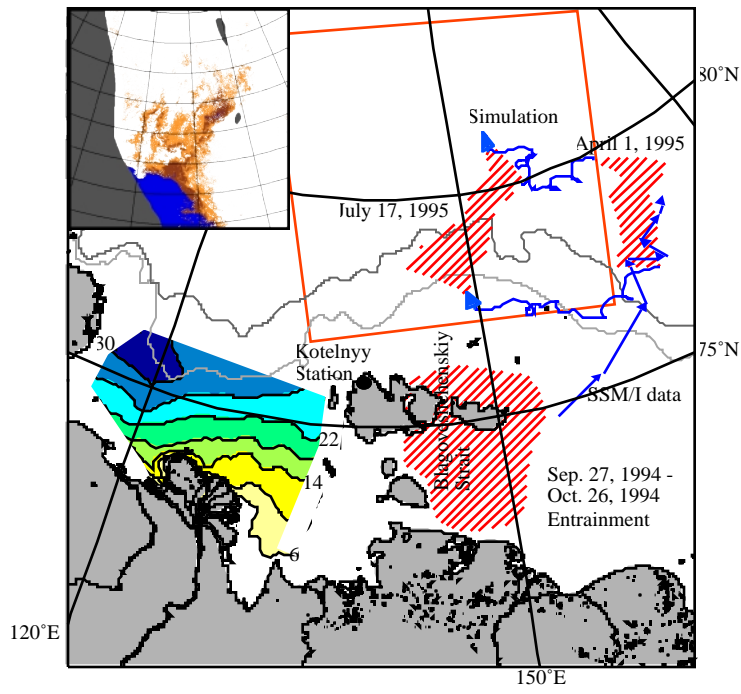 80˚N
Simulation
April 1, 1995
July 17, 1995
30
Kotelnyy
Station
75˚N
SSM/I data
Blagoveshchenskiy
Strait
22
14
6
Sep. 27, 1994 -
Oct. 26, 1994
Entrainment
120˚E
150˚E